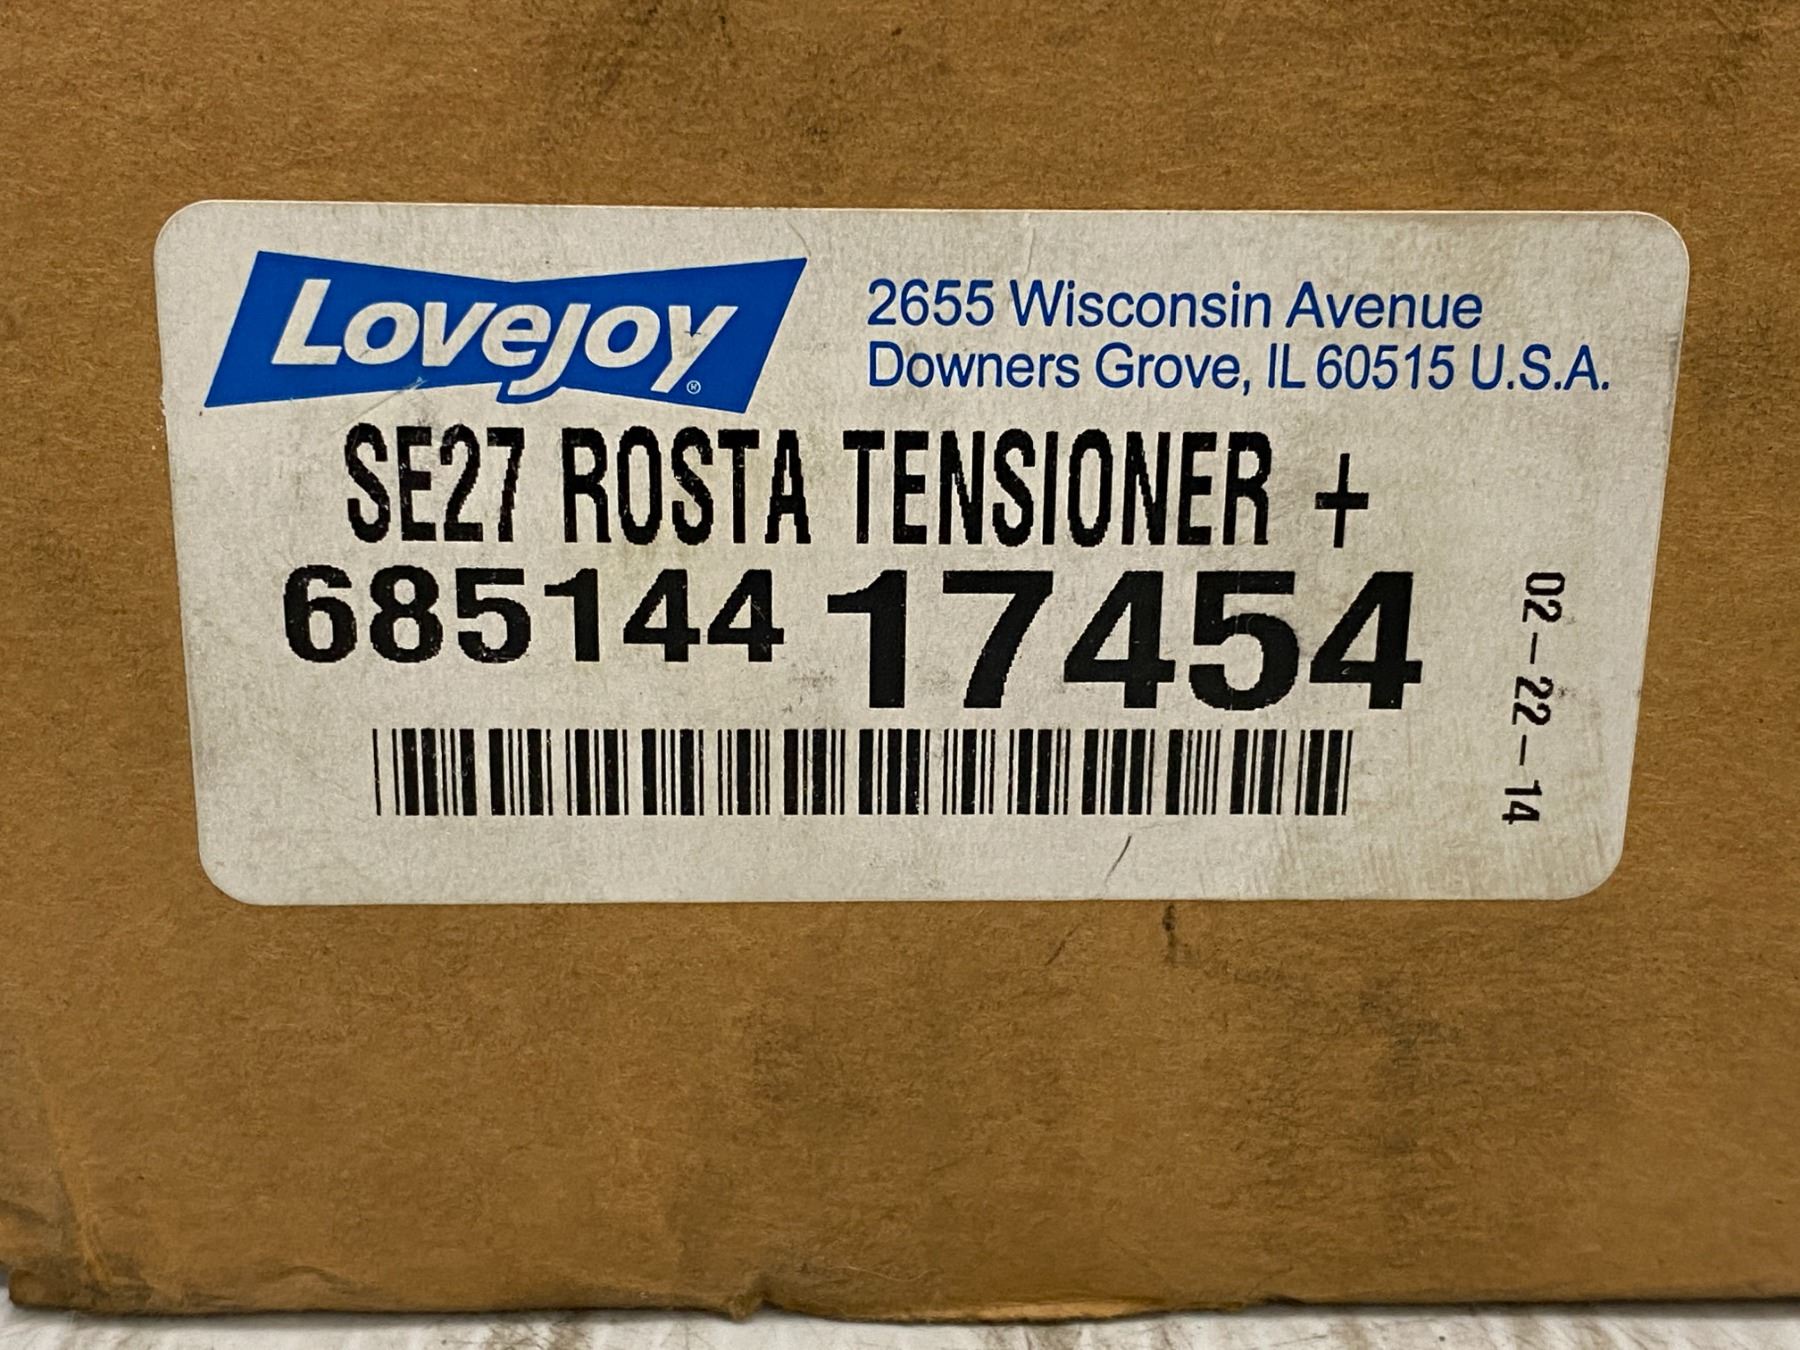 Lovejoy®
2655 Wisconsin Avenue
Downers Grove, IL 60515 U.S.A.
SE27 ROSTA TENSIONER +
685144 17454
02-22-14